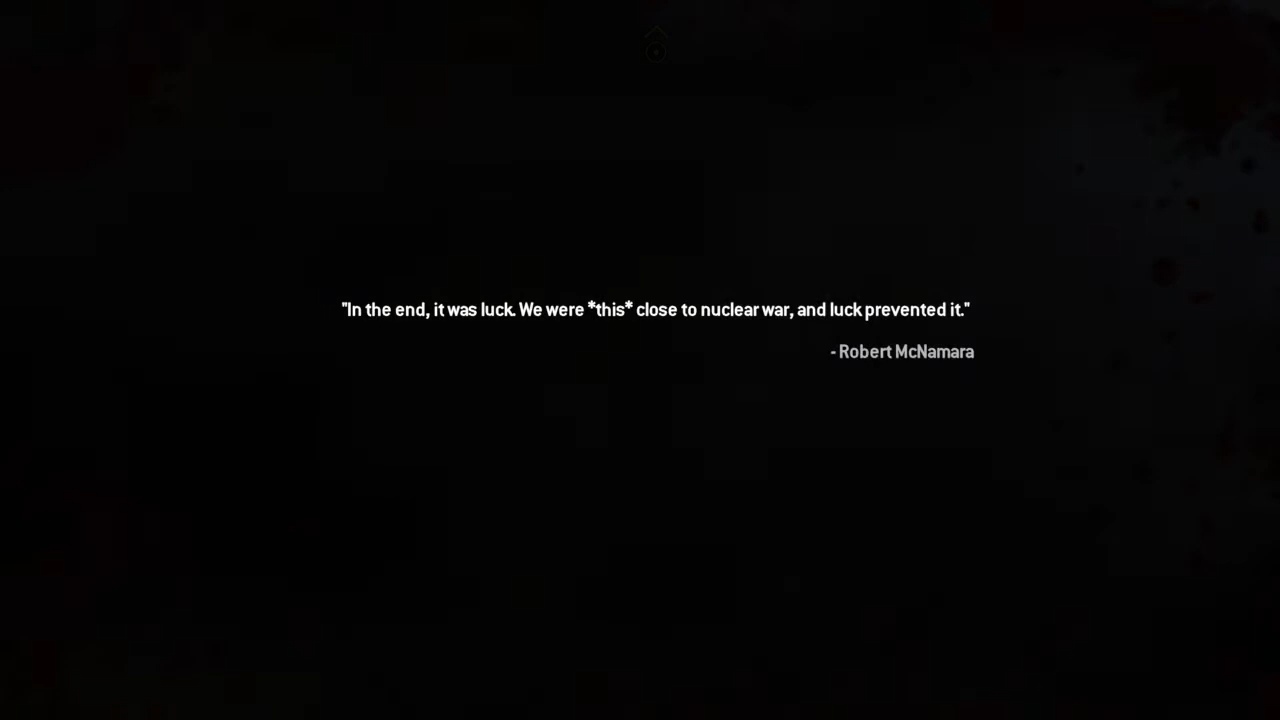 "In the end, it was luck. We were *this* close to nuclear war, and luck prevented it."
- Robert McNamara